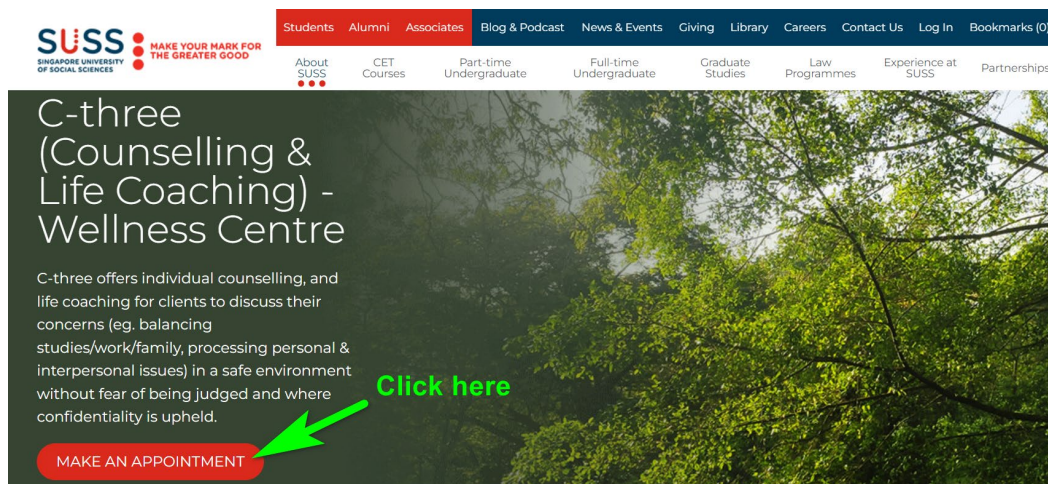 SUSS
SINGAPORE UNIVERSITY
OF SOCIAL SCIENCES
MAKE YOUR MARK FOR
THE GREATER GOOD
Students Alumni Associates Blog & Podcast News & Events Giving Library Careers Contact Us Log In Bookmarks (0)
About
SUSS
CET
Courses
Part-time
Undergraduate
Full-time
Undergraduate
Graduate
Studies
Law
Programmes
Experience at
SUSS
Partnerships
C-three
(Counselling &
Life Coaching) -
Wellness Centre
C-three offers individual counselling, and
life coaching for clients to discuss their
concerns (eg. balancing
studies/work/family, processing personal &
interpersonal issues) in a safe environment
without fear of being judged and where
confidentiality is upheld.
Click here
MAKE AN APPOINTMENT